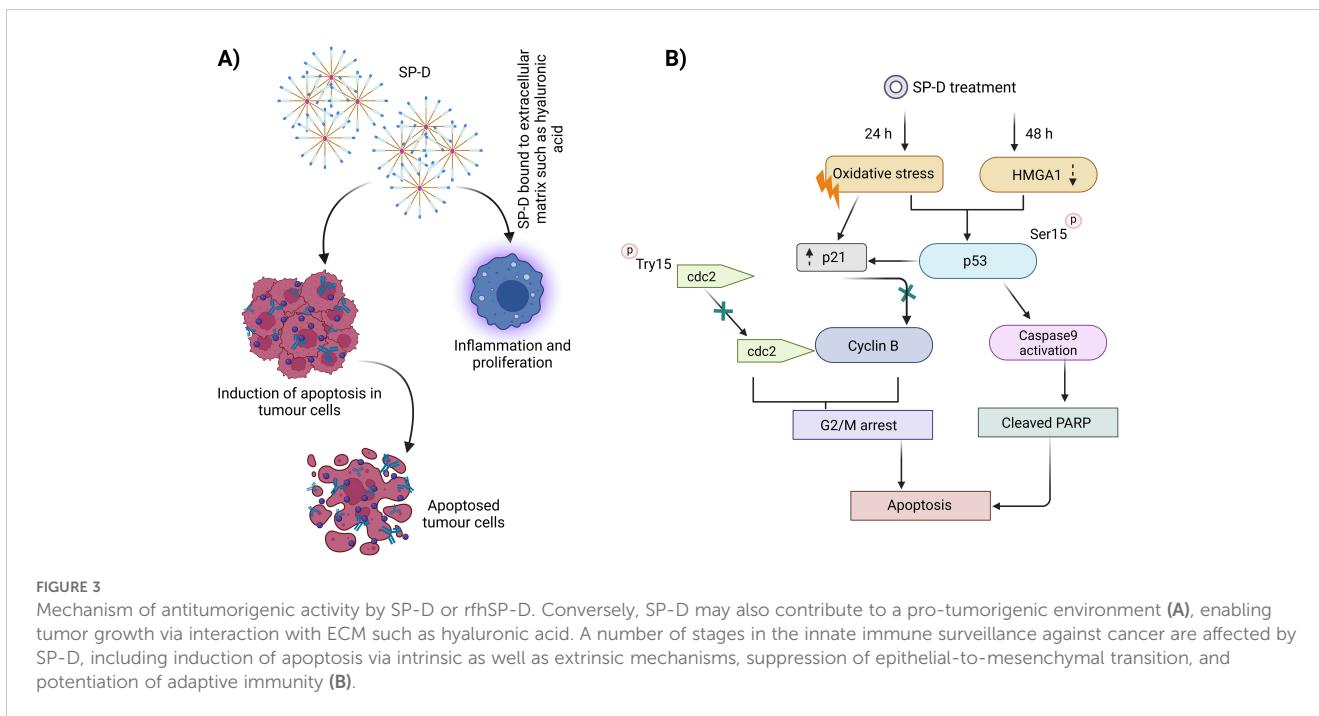 A)
SP-D
SP-D bound to extracellular
matrix such as hyaluronic
acid
Inflammation and
proliferation
Induction of apoptosis in
tumour cells
Apoptosed
tumour cells
B)
SP-D treatment
24 h
48 h
Oxidative stress
HMGA1
Ser15
p
p21
p53
p
Try15
cdc2
cdc2
Cyclin B
Caspase9
activation
G2/M arrest
Cleaved PARP
Apoptosis
FIGURE 3
Mechanism of antitumorigenic activity by SP-D or rfhSP-D. Conversely, SP-D may also contribute to a pro-tumorigenic environment (A), enabling
tumor growth via interaction with ECM such as hyaluronic acid. A number of stages in the innate immune surveillance against cancer are affected by
SP-D, including induction of apoptosis via intrinsic as well as extrinsic mechanisms, suppression of epithelial-to-mesenchymal transition, and
potentiation of adaptive immunity (B).